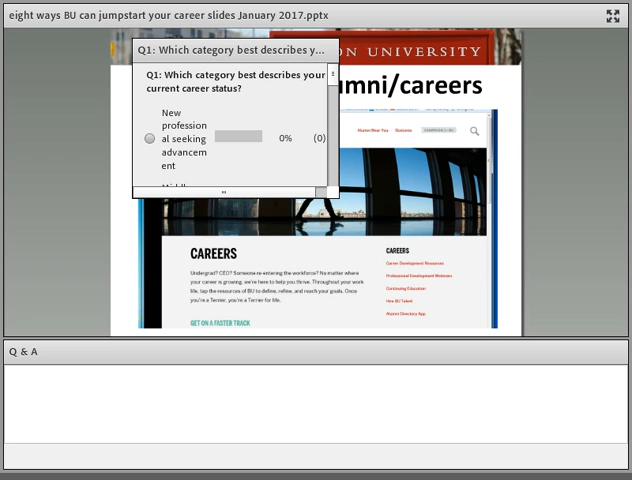 eight ways BU can jumpstart your career slides January 2017.pptx
Q1: Which category best describes y...
ON UNIVERSITY
Q1: Which category best describes your
current career status?
umni/careers
New
profession
al seeking
advancem
ent
0% (0)
Alumni Near You Business
CAREERS
Undergrad? CEO? Someone re-entering the workforce? No matter where
your career is growing, we're here to help you thrive. Throughout your work
life, tap the resources of BU to define, refine, and reach your goals. Once
you're a Terrier, you're a Terrier for life.
GET ON A FASTER TRACK
CAREERS
Career Development Resources
Professional Development Webinars
Continuing Education
Hire BU Talent
Alumni Directory App
Q & A